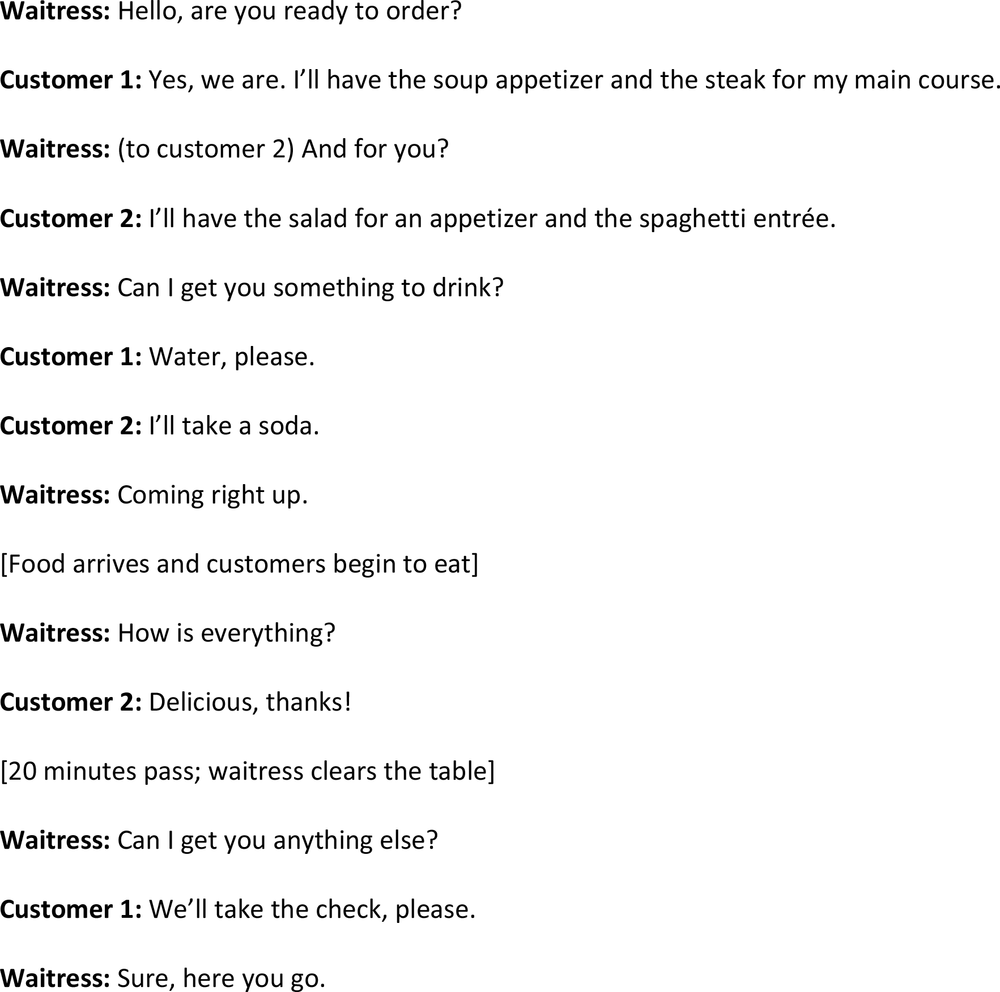 Waitress: Hello, are you ready to order?
Customer 1: Yes, we are. I’ll have the soup appetizer and the steak for my main course.
Waitress: (to customer 2) And for you?
Customer 2: I’ll have the salad for an appetizer and the spaghetti entrée.
Waitress: Can I get you something to drink?
Customer 1: Water, please.
Customer 2: I’ll take a soda.
Waitress: Coming right up.
[Food arrives and customers begin to eat]
Waitress: How is everything?
Customer 2: Delicious, thanks!
[20 minutes pass; waitress clears the table]
Waitress: Can I get you anything else?
Customer 1: We’ll take the check, please.
Waitress: Sure, here you go.